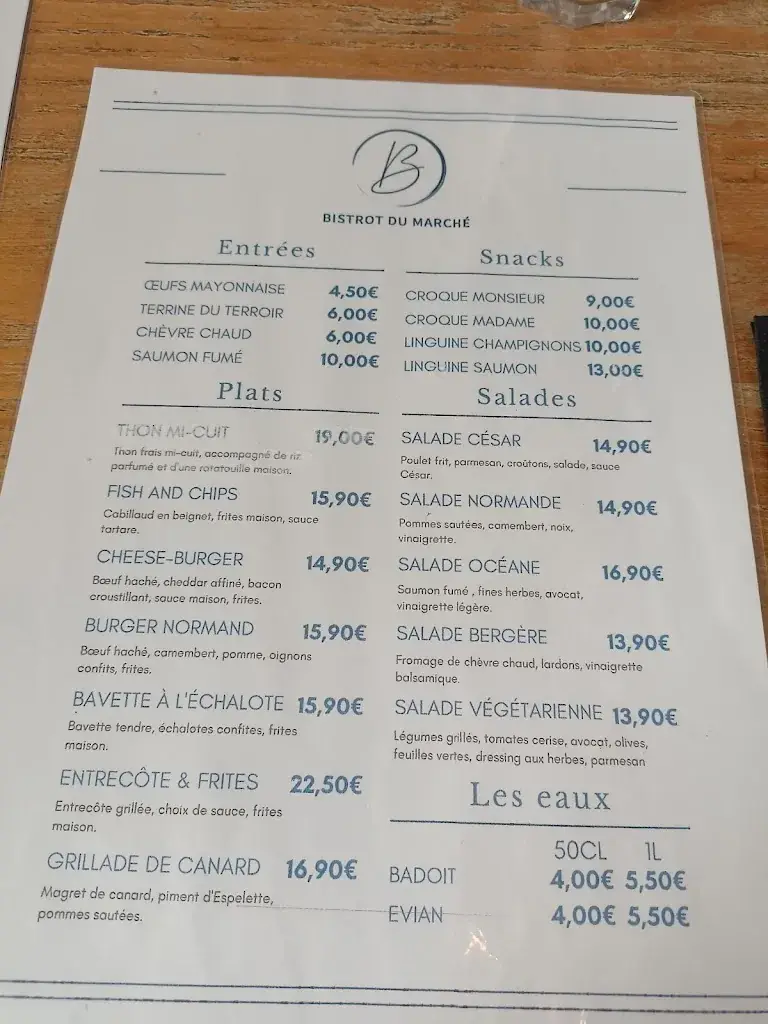 B
BISTROT DU MARCHÉ
Entrées
ŒUFS MAYONNAISE 4,50€
TERRINE DU TERROIR 6,00€
CHÈVRE CHAUD 6,00€
SAUMON FUMÉ 10,00€
Plats
THON MI-CUIT 19,00€
Thon frais mi-cuit, accompagné de riz
parfumé et d'une ratatouille maison.
FISH AND CHIPS 15,90€
Cabillaud en beignet, frites maison, sauce
tartare.
CHEESE-BURGER 14,90€
Bœuf haché, cheddar affiné, bacon
croustillant, sauce maison, frites.
BURGER NORMAND 15,90€
Bœuf haché, camembert, pomme, oignons
confits, frites.
BAVETTE À L'ÉCHALOTE 15,90€
Bavette tendre, échalotes confites, frites
maison.
ENTRECÔTE & FRITES 22,50€
Entrecôte grillée, choix de sauce, frites
maison.
GRILLADE DE CANARD 16,90€
Magret de canard, piment d'Espelette,
pommes sautées.
Snacks
CROQUE MONSIEUR 9,00€
CROQUE MADAME 10,00€
LINGUINE CHAMPIGNONS 10,00€
LINGUINE SAUMON 13,00€
Salades
SALADE CÉSAR 14,90€
Poulet frit, parmesan, croûtons, salade, sauce
César.
SALADE NORMANDE 14,90€
Pommes sautées, camembert, noix,
vinaigrette.
SALADE OCÉANE 16,90€
Saumon fumé , fines herbes, avocat,
vinaigrette légère.
SALADE BERGÈRE 13,90€
Fromage de chèvre chaud, lardons, vinaigrette
balsamique.
SALADE VÉGÉTARIENNE 13,90€
Légumes grillés, tomates cerise, avocat, olives,
feuilles vertes, dressing aux herbes, parmesan
Les eaux
50CL 1L
BADOIT 4,00€ 5,50€
EVIAN 4,00€ 5,50€